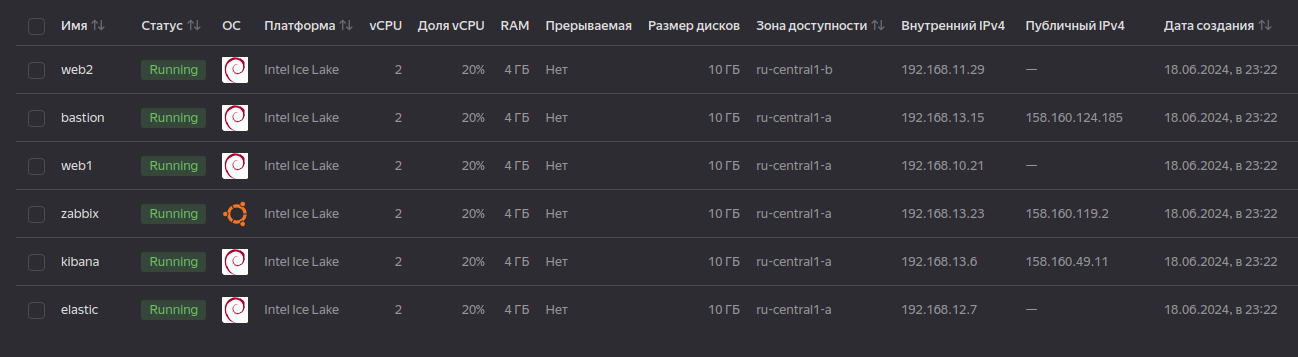 Имя Статус ОС Платформа vCPU Доля vCPU RAM Прерываемая Размер дисков Зона доступности Внутренний IPv4 Публичный IPv4 Дата создания
web2 Running Intel Ice Lake 2 20% 4 ГБ Нет 10 ГБ ru-central1-b 192.168.11.29 — 18.06.2024, в 23:22
bastion Running Intel Ice Lake 2 20% 4 ГБ Нет 10 ГБ ru-central1-a 192.168.13.15 158.160.124.185 18.06.2024, в 23:22
web1 Running Intel Ice Lake 2 20% 4 ГБ Нет 10 ГБ ru-central1-a 192.168.10.21 — 18.06.2024, в 23:22
zabbix Running Intel Ice Lake 2 20% 4 ГБ Нет 10 ГБ ru-central1-a 192.168.13.23 158.160.119.2 18.06.2024, в 23:22
kibana Running Intel Ice Lake 2 20% 4 ГБ Нет 10 ГБ ru-central1-a 192.168.13.6 158.160.49.11 18.06.2024, в 23:22
elastic Running Intel Ice Lake 2 20% 4 ГБ Нет 10 ГБ ru-central1-a 192.168.12.7 — 18.06.2024, в 23:22